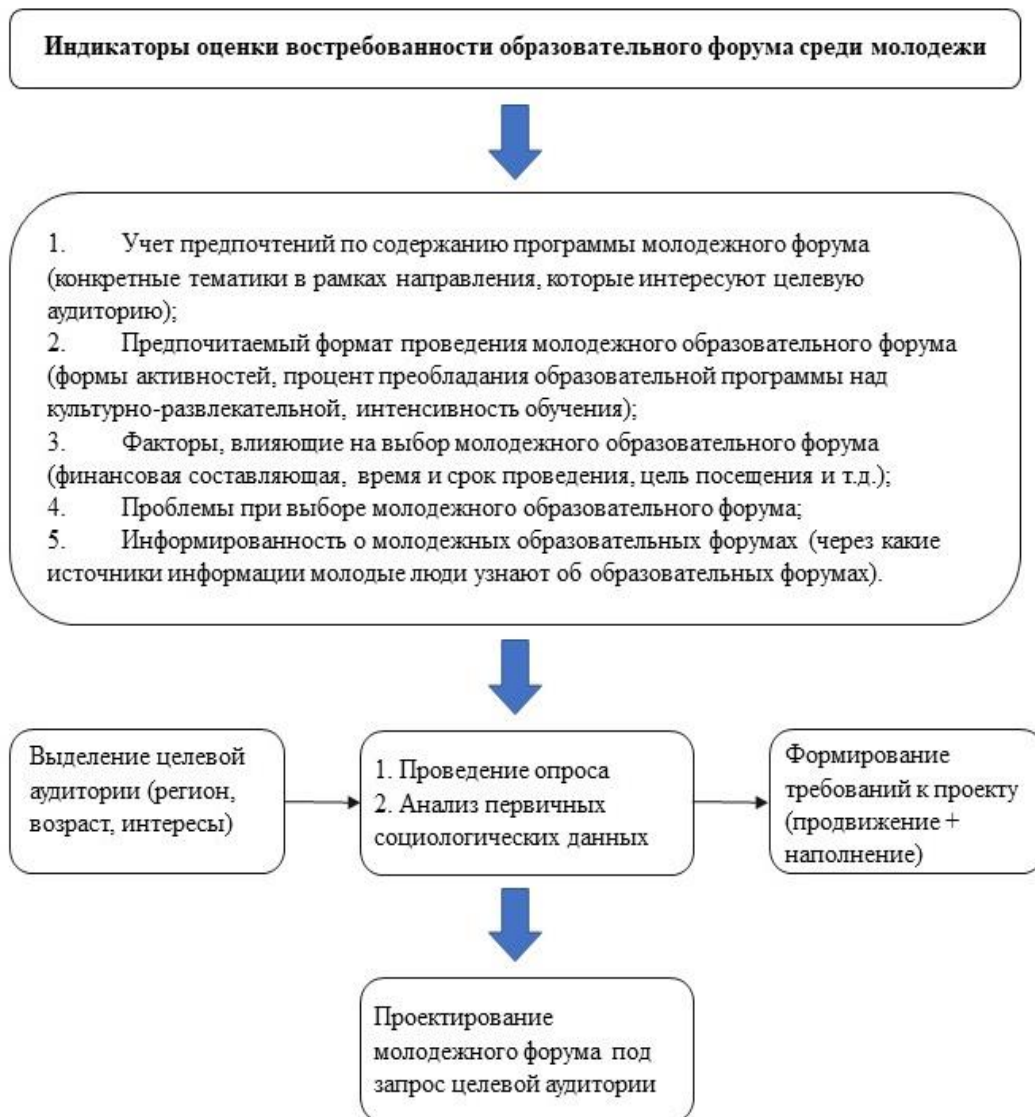 Индикаторы оценки востребованности образовательного форума среди молодежи
1. Учет предпочтений по содержанию программы молодежного форума
(конкретные тематики в рамках направления, которые интересуют целевую
аудиторию);
2. Предпочитаемый формат проведения молодежного образовательного форума
(формы активностей, процент преобладания образовательной программы над
культурно-развлекательной, интенсивность обучения);
3. Факторы, влияющие на выбор молодежного образовательного форума
(финансовая составляющая, время и срок проведения, цель посещения и т.д.);
4. Проблемы при выборе молодежного образовательного форума;
5. Информированность о молодежных образовательных форумах (через какие
источники информации молодые люди узнают об образовательных форумах).
Выделение целевой
аудитории (регион,
возраст, интересы)
1. Проведение опроса
2. Анализ первичных
социологических данных
Формирование
требований к проекту
(продвижение +
наполнение)
Проектирование
молодежного форума под
запрос целевой аудитории